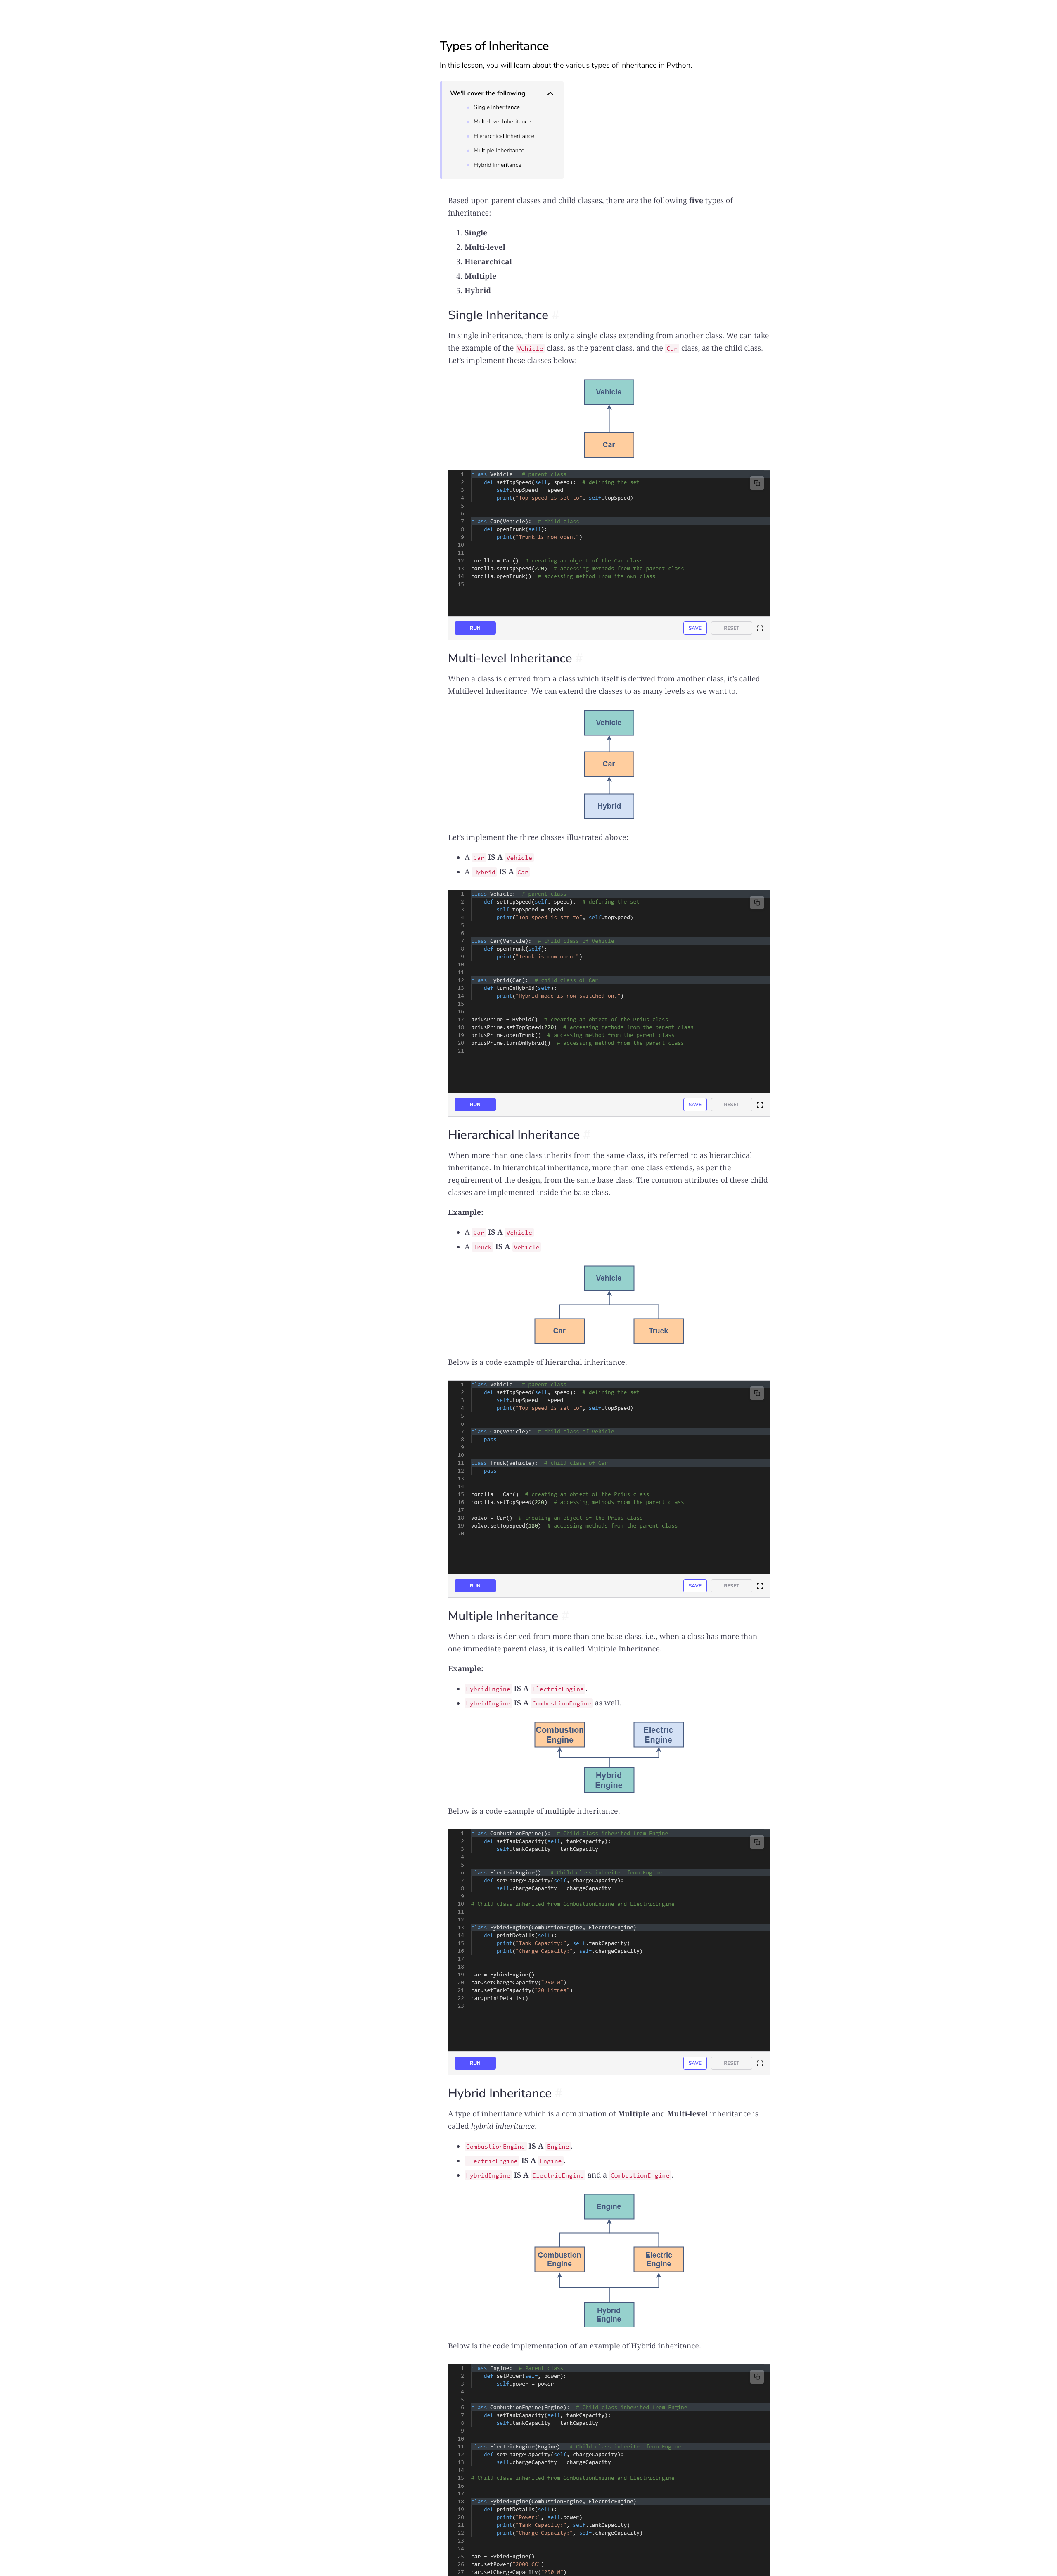 Types of Inheritance
In this lesson, you will learn about the various types of inheritance in Python.
We'll cover the following
Single Inheritance
Multi-level Inheritance
Hierarchical Inheritance
Multiple Inheritance
Hybrid Inheritance
Based upon parent classes and child classes, there are the following five types of
inheritance:
1. Single
2. Multi-level
3. Hierarchical
4. Multiple
5. Hybrid
Single Inheritance
In single inheritance, there is only a single class extending from another class. We can take
the example of the Vehicle class, as the parent class, and the Car class, as the child class.
Let's implement these classes below:
Vehicle
Car
1 class Vehicle:  # parent class
2     def setTopSpeed(self, speed):  # defining the set
3         self.topSpeed = speed
4         print("Top speed is set to", self.topSpeed)
5
6
7 class Car(Vehicle):  # child class
8     def openTrunk(self):
9         print("Trunk is now open.")
10
11
12 corolla = Car()  # creating an object of the Car class
13 corolla.setTopSpeed(220)  # accessing methods from the parent class
14 corolla.openTrunk()  # accessing method from its own class
15
RUN SAVE RESET
Multi-level Inheritance
When a class is derived from a class which itself is derived from another class, it's called
Multilevel Inheritance. We can extend the classes to as many levels as we want to.
Vehicle
Car
Hybrid
Let's implement the three classes illustrated above:
A Car IS A Vehicle
A Hybrid IS A Car
1 class Vehicle:  # parent class
2     def setTopSpeed(self, speed):  # defining the set
3         self.topSpeed = speed
4         print("Top speed is set to", self.topSpeed)
5
6
7 class Car(Vehicle):  # child class of Vehicle
8     def openTrunk(self):
9         print("Trunk is now open.")
10
11
12 class Hybrid(Car):  # child class of Car
13     def turnOnHybrid(self):
14         print("Hybrid mode is now switched on.")
15
16
17 priusPrime = Hybrid()  # creating an object of the Prius class
18 priusPrime.setTopSpeed(220)  # accessing methods from the parent class
19 priusPrime.openTrunk()  # accessing method from the parent class
20 priusPrime.turnOnHybrid()  # accessing method from the parent class
21
RUN SAVE RESET
Hierarchical Inheritance
When more than one class inherits from the same class, it's referred to as hierarchical
inheritance. In hierarchical inheritance, more than one class extends, as per the
requirement of the design, from the same base class. The common attributes of these child
classes are implemented inside the base class.
Example:
A Car IS A Vehicle
A Truck IS A Vehicle
Vehicle
Car Truck
Below is a code example of hierarchal inheritance.
1 class Vehicle:  # parent class
2     def setTopSpeed(self, speed):  # defining the set
3         self.topSpeed = speed
4         print("Top speed is set to", self.topSpeed)
5
6
7 class Car(Vehicle):  # child class of Vehicle
8     pass
9
10
11 class Truck(Vehicle):  # child class of Car
12     pass
13
14
15 corolla = Car()  # creating an object of the Prius class
16 corolla.setTopSpeed(220)  # accessing methods from the parent class
17
18 volvo = Car()  # creating an object of the Prius class
19 volvo.setTopSpeed(180)  # accessing methods from the parent class
20
RUN SAVE RESET
Multiple Inheritance
When a class is derived from more than one base class, i.e., when a class has more than
one immediate parent class, it is called Multiple Inheritance.
Example:
HybridEngine IS A ElectricEngine.
HybridEngine IS A CombustionEngine as well.
Combustion Engine
Electric Engine
Hybrid Engine
Below is a code example of multiple inheritance.
1 class CombustionEngine():  # Child class inherited from Engine
2     def setTankCapacity(self, tankCapacity):
3         self.tankCapacity = tankCapacity
4
5
6 class ElectricEngine():  # Child class inherited from Engine
7     def setChargeCapacity(self, chargeCapacity):
8         self.chargeCapacity = chargeCapacity
9
10 # Child class inherited from CombustionEngine and ElectricEngine
11
12
13 class HybirdEngine(CombustionEngine, ElectricEngine):
14     def printDetails(self):
15         print("Tank Capacity:", self.tankCapacity)
16         print("Charge Capacity:", self.chargeCapacity)
17
18
19 car = HybirdEngine()
20 car.setChargeCapacity("250 W")
21 car.setTankCapacity("20 Litres")
22 car.printDetails()
23
RUN SAVE RESET
Hybrid Inheritance
A type of inheritance which is a combination of Multiple and Multi-level inheritance is
called hybrid inheritance.
CombustionEngine IS A Engine.
ElectricEngine IS A Engine.
HybridEngine IS A ElectricEngine and a CombustionEngine.
Engine
Combustion Engine
Electric Engine
Hybrid Engine
Below is the code implementation of an example of Hybrid inheritance.
1 class Engine:  # Parent class
2     def setPower(self, power):
3         self.power = power
4
5
6 class CombustionEngine(Engine):  # Child class inherited from Engine
7     def setTankCapacity(self, tankCapacity):
8         self.tankCapacity = tankCapacity
9
10
11 class ElectricEngine(Engine):  # Child class inherited from Engine
12     def setChargeCapacity(self, chargeCapacity):
13         self.chargeCapacity = chargeCapacity
14
15 # Child class inherited from CombustionEngine and ElectricEngine
16
17
18 class HybirdEngine(CombustionEngine, ElectricEngine):
19     def printDetails(self):
20         print("Power:", self.power)
21         print("Tank Capacity:", self.tankCapacity)
22         print("Charge Capacity:", self.chargeCapacity)
23
24
25 car = HybirdEngine()
26 car.setPower("2000 CC")
27 car.setChargeCapacity("250 W")